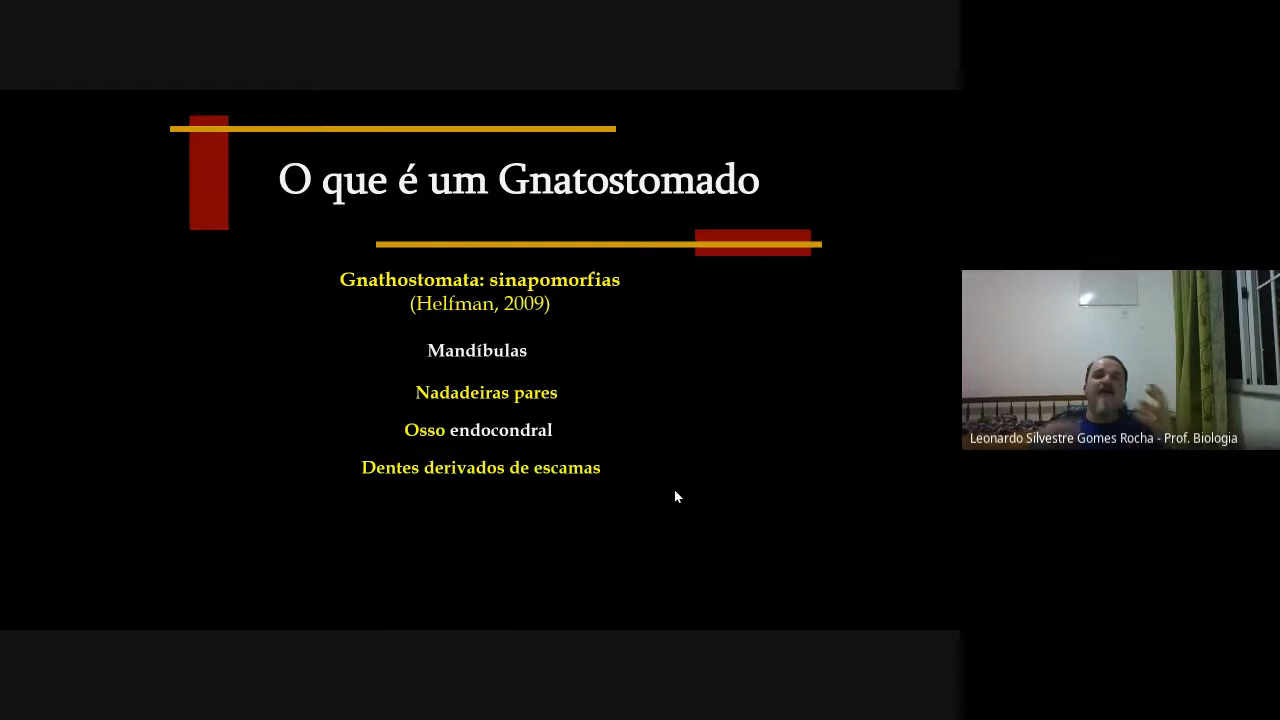 O que é um Gnatostomado
Gnathostomata: sinapomorfias
(Helfman, 2009)
Mandíbulas
Nadadeiras pares
Osso endocondral
Dentes derivados de escamas
Leonardo Silvestre Gomes Rocha - Prof. Biologia